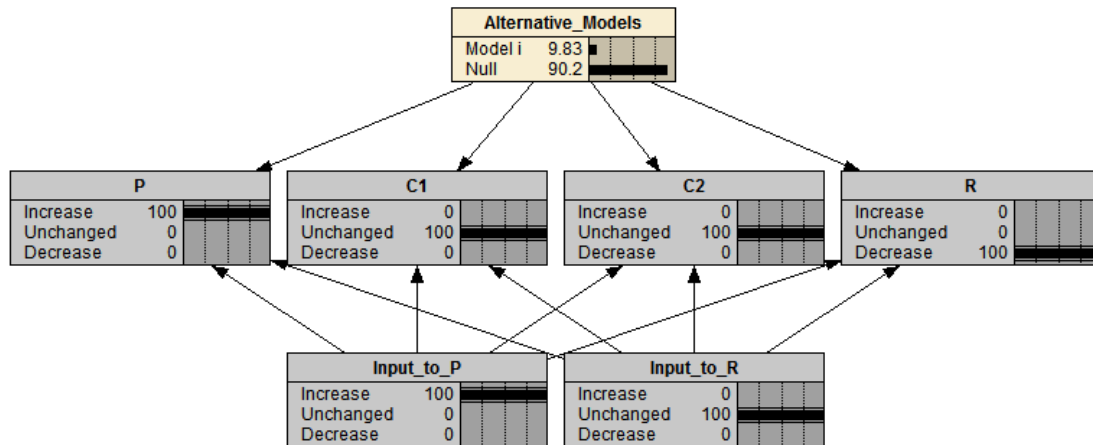 Alternative_Models
Model i 9.83
Null 90.2
P C1 C2 R
Increase 100 Increase 0 Increase 0 Increase 0
Unchanged 0 Unchanged 100 Unchanged 100 Unchanged 0
Decrease 0 Decrease 0 Decrease 0 Decrease 100
Input_to_P Input_to_R
Increase 100 Increase 0
Unchanged 0 Unchanged 100
Decrease 0 Decrease 0